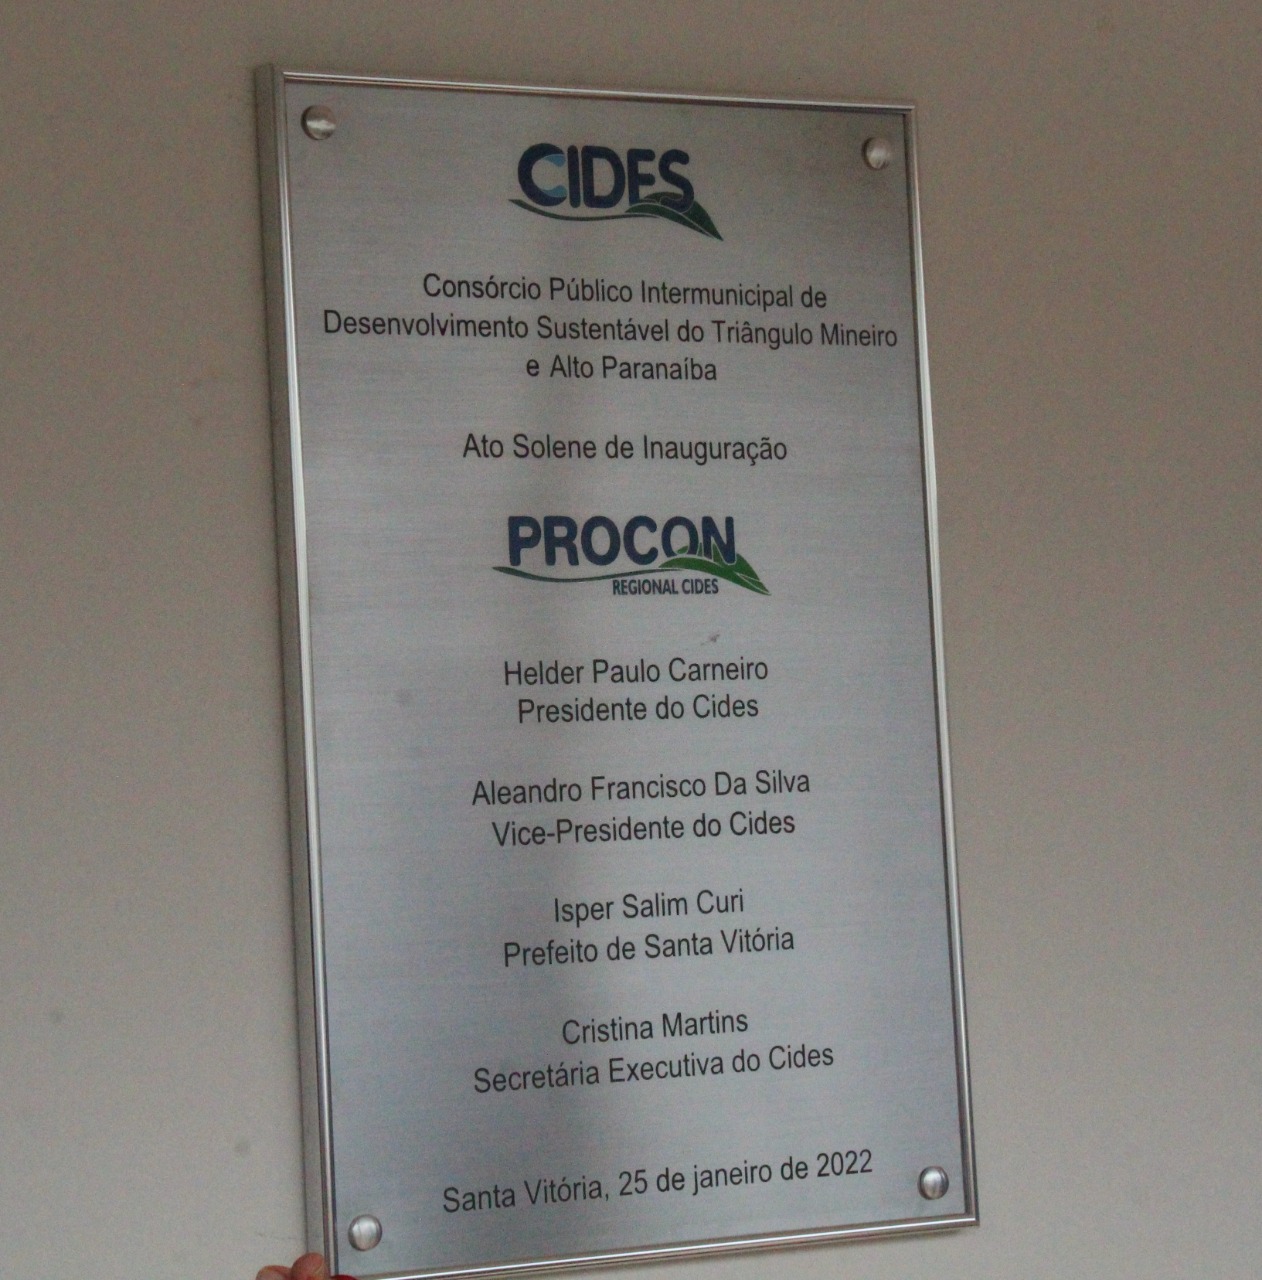 CIDES
Consórcio Público Intermunicipal de
Desenvolvimento Sustentável do Triângulo Mineiro
e Alto Paranaíba
Ato Solene de Inauguração
PROCON
REGIONAL CIDES
Helder Paulo Carneiro
Presidente do Cides
Aleandro Francisco Da Silva
Vice-Presidente do Cides
Isper Salim Curi
Prefeito de Santa Vitória
Cristina Martins
Secretária Executiva do Cides
Santa Vitória, 25 de janeiro de 2022